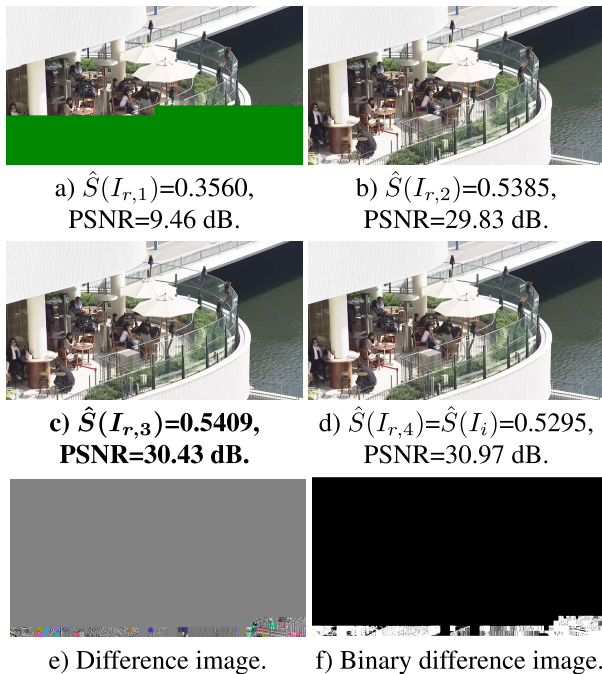 a) Ŝ(I_{r,1})=0.3560,
PSNR=9.46 dB.
b) Ŝ(I_{r,2})=0.5385,
PSNR=29.83 dB.
c) Ŝ(I_{r,3})=0.5409,
PSNR=30.43 dB.
d) Ŝ(I_{r,4})=Ŝ(I_i)=0.5295,
PSNR=30.97 dB.
e) Difference image.
f) Binary difference image.